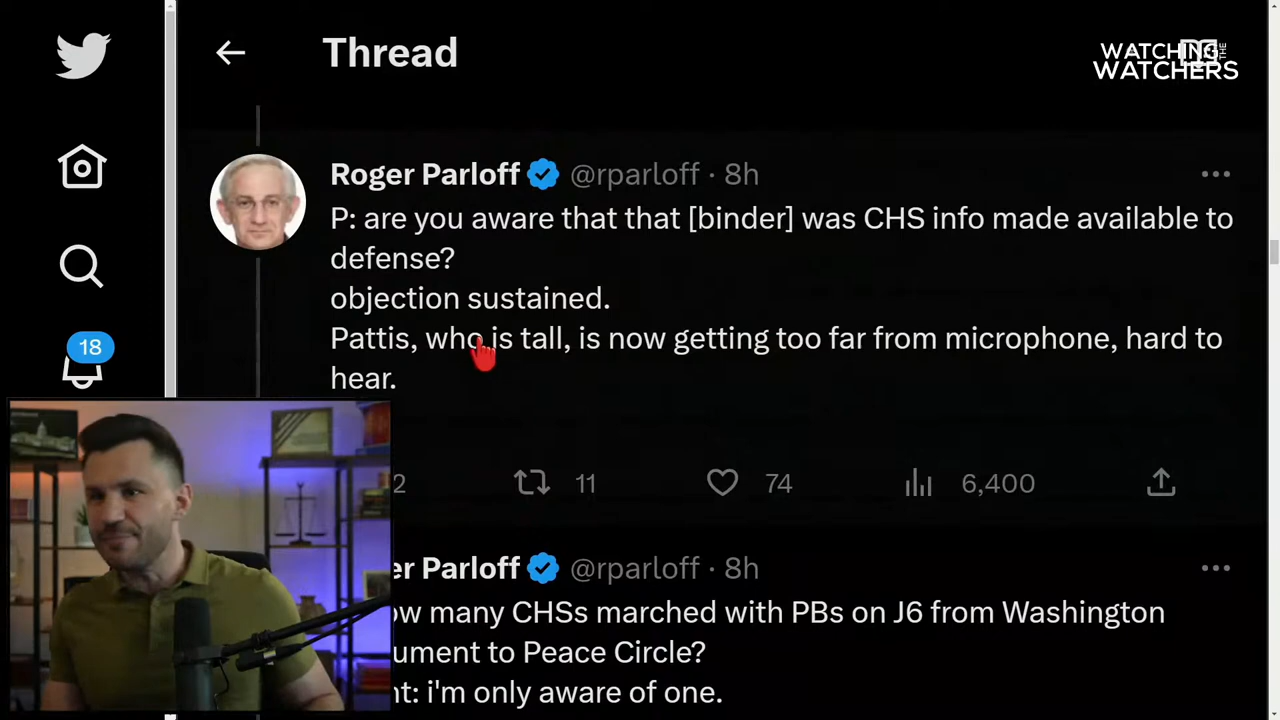 Thread
WATCHING THE
WATCHERS
Roger Parloff @rparloff · 8h
P: are you aware that that [binder] was CHS info made available to
defense?
objection sustained.
Pattis, who is tall, is now getting too far from microphone, hard to
hear.
18
2 11 74 6,400
er Parloff @rparloff · 8h
ow many CHSs marched with PBs on J6 from Washington
ument to Peace Circle?
nt: i'm only aware of one.